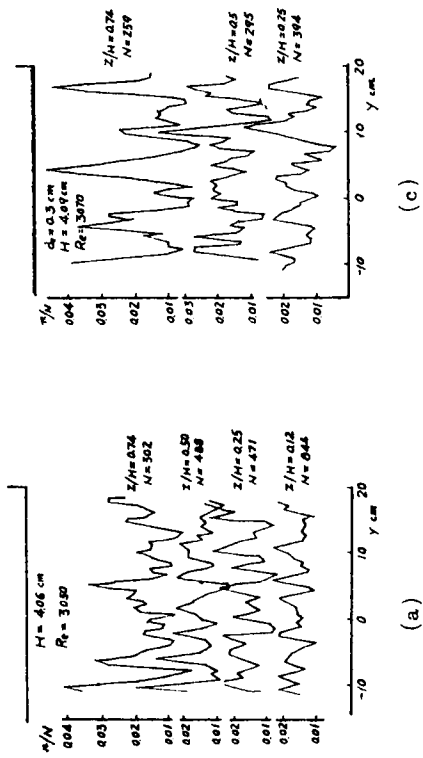 H = 4.06 cm
Re = 3050
n/N
0.04
0.03
0.02
0.01
0.02
0.01
0.02
0.02
0.01
Z/H=0.74
N=502
Z/H=0.50
N=488
Z/H=0.25
N=471
Z/H=0.12
N=844
-10 0 10 20
y cm
(a)
d₀=0.3 cm
H = 4.09 cm
Re = 3070
n/N
0.04
0.03
0.02
0.01
0.03
0.02
0.01
0.02
0.01
Z/H=0.74
N=259
Z/H=0.5
N=295
Z/H=0.25
N=394
-10 0 10 20
y cm
(c)